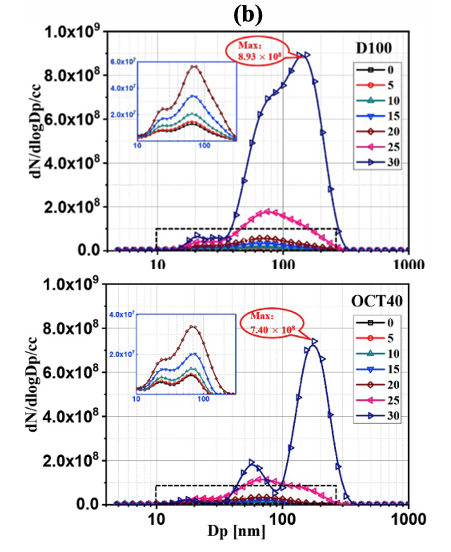 (b)
1.0x10⁹
8.0x10⁸
6.0x10⁸
4.0x10⁸
2.0x10⁸
0.0
dN/dlogDp/cc
Max:
8.93 × 10⁸
D100
0
5
10
15
20
25
30
6.0x10⁷
4.0x10⁷
2.0x10⁷
10
100
10
100
1000
1.0x10⁹
8.0x10⁸
6.0x10⁸
4.0x10⁸
2.0x10⁸
0.0
dN/dlogDp/cc
Max:
7.40 × 10⁸
OCT40
0
5
10
15
20
25
30
4.0x10⁷
2.0x10⁷
10
100
10
100
1000
Dp [nm]